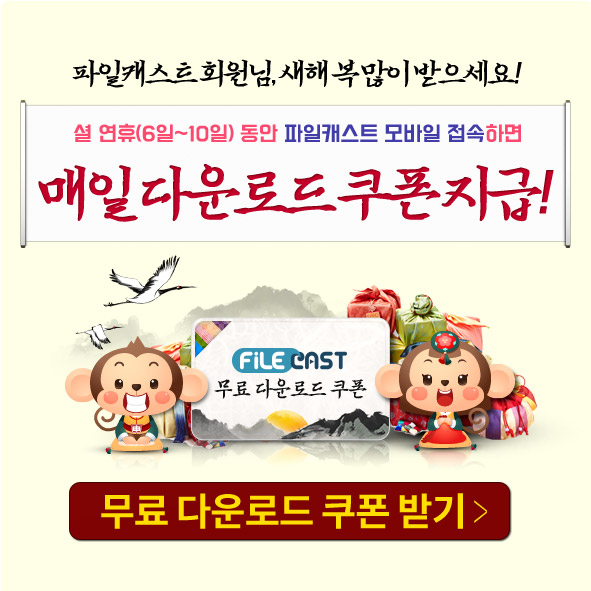 파일캐스트 회원님, 새해 복 많이 받으세요!
설 연휴(6일~10일) 동안 파일캐스트 모바일 접속하면
매일 다운로드 쿠폰 지급!
FiLE CAST
무료 다운로드 쿠폰
무료 다운로드 쿠폰 받기 >